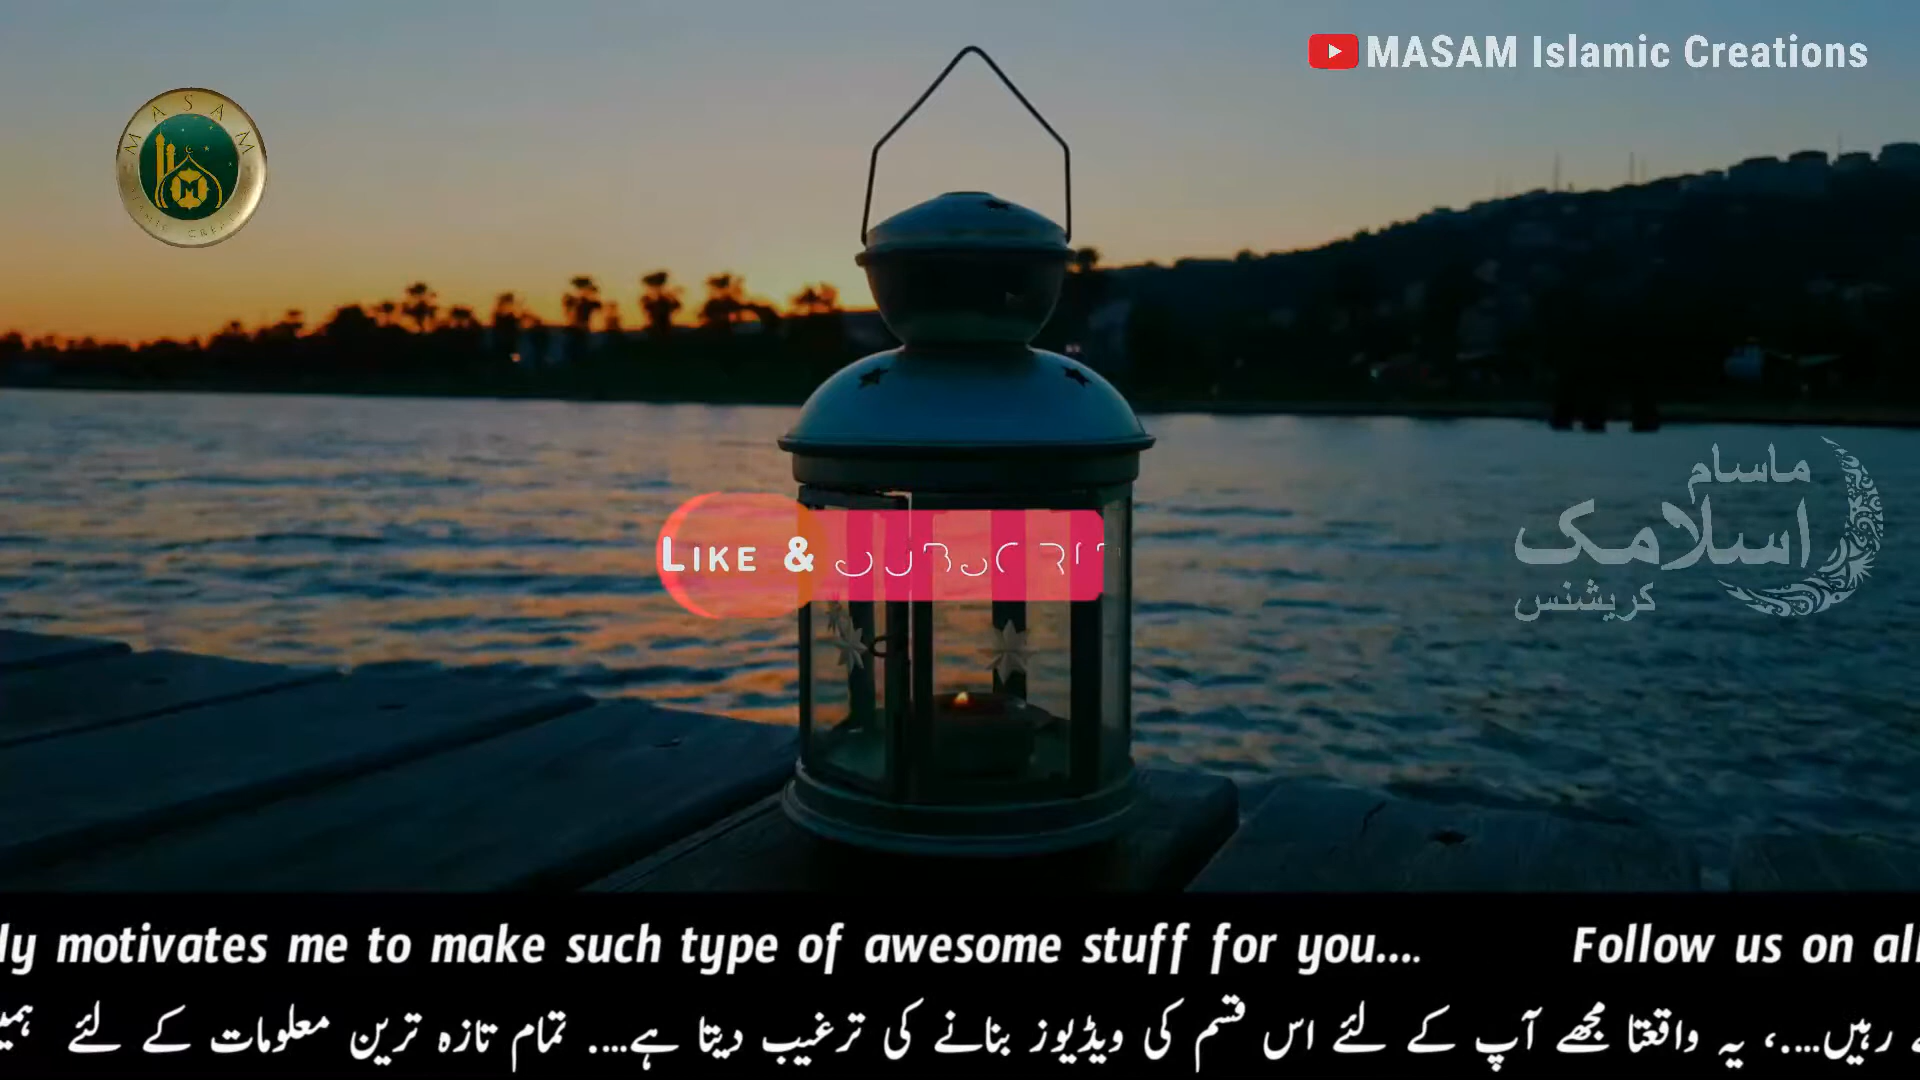 MASAM Islamic Creations
MASAM
ماسام
اسلامک
کریشنس
LIKE &
motivates me to make such type of awesome stuff for you.... Follow us on
رہیں....، یہ واقعتا مجھے آپ کے لئے اس قسم کی ویڈیوز بنانے کی ترغیب دیتا ہے.... تمام تازہ ترین معلومات کے لئے